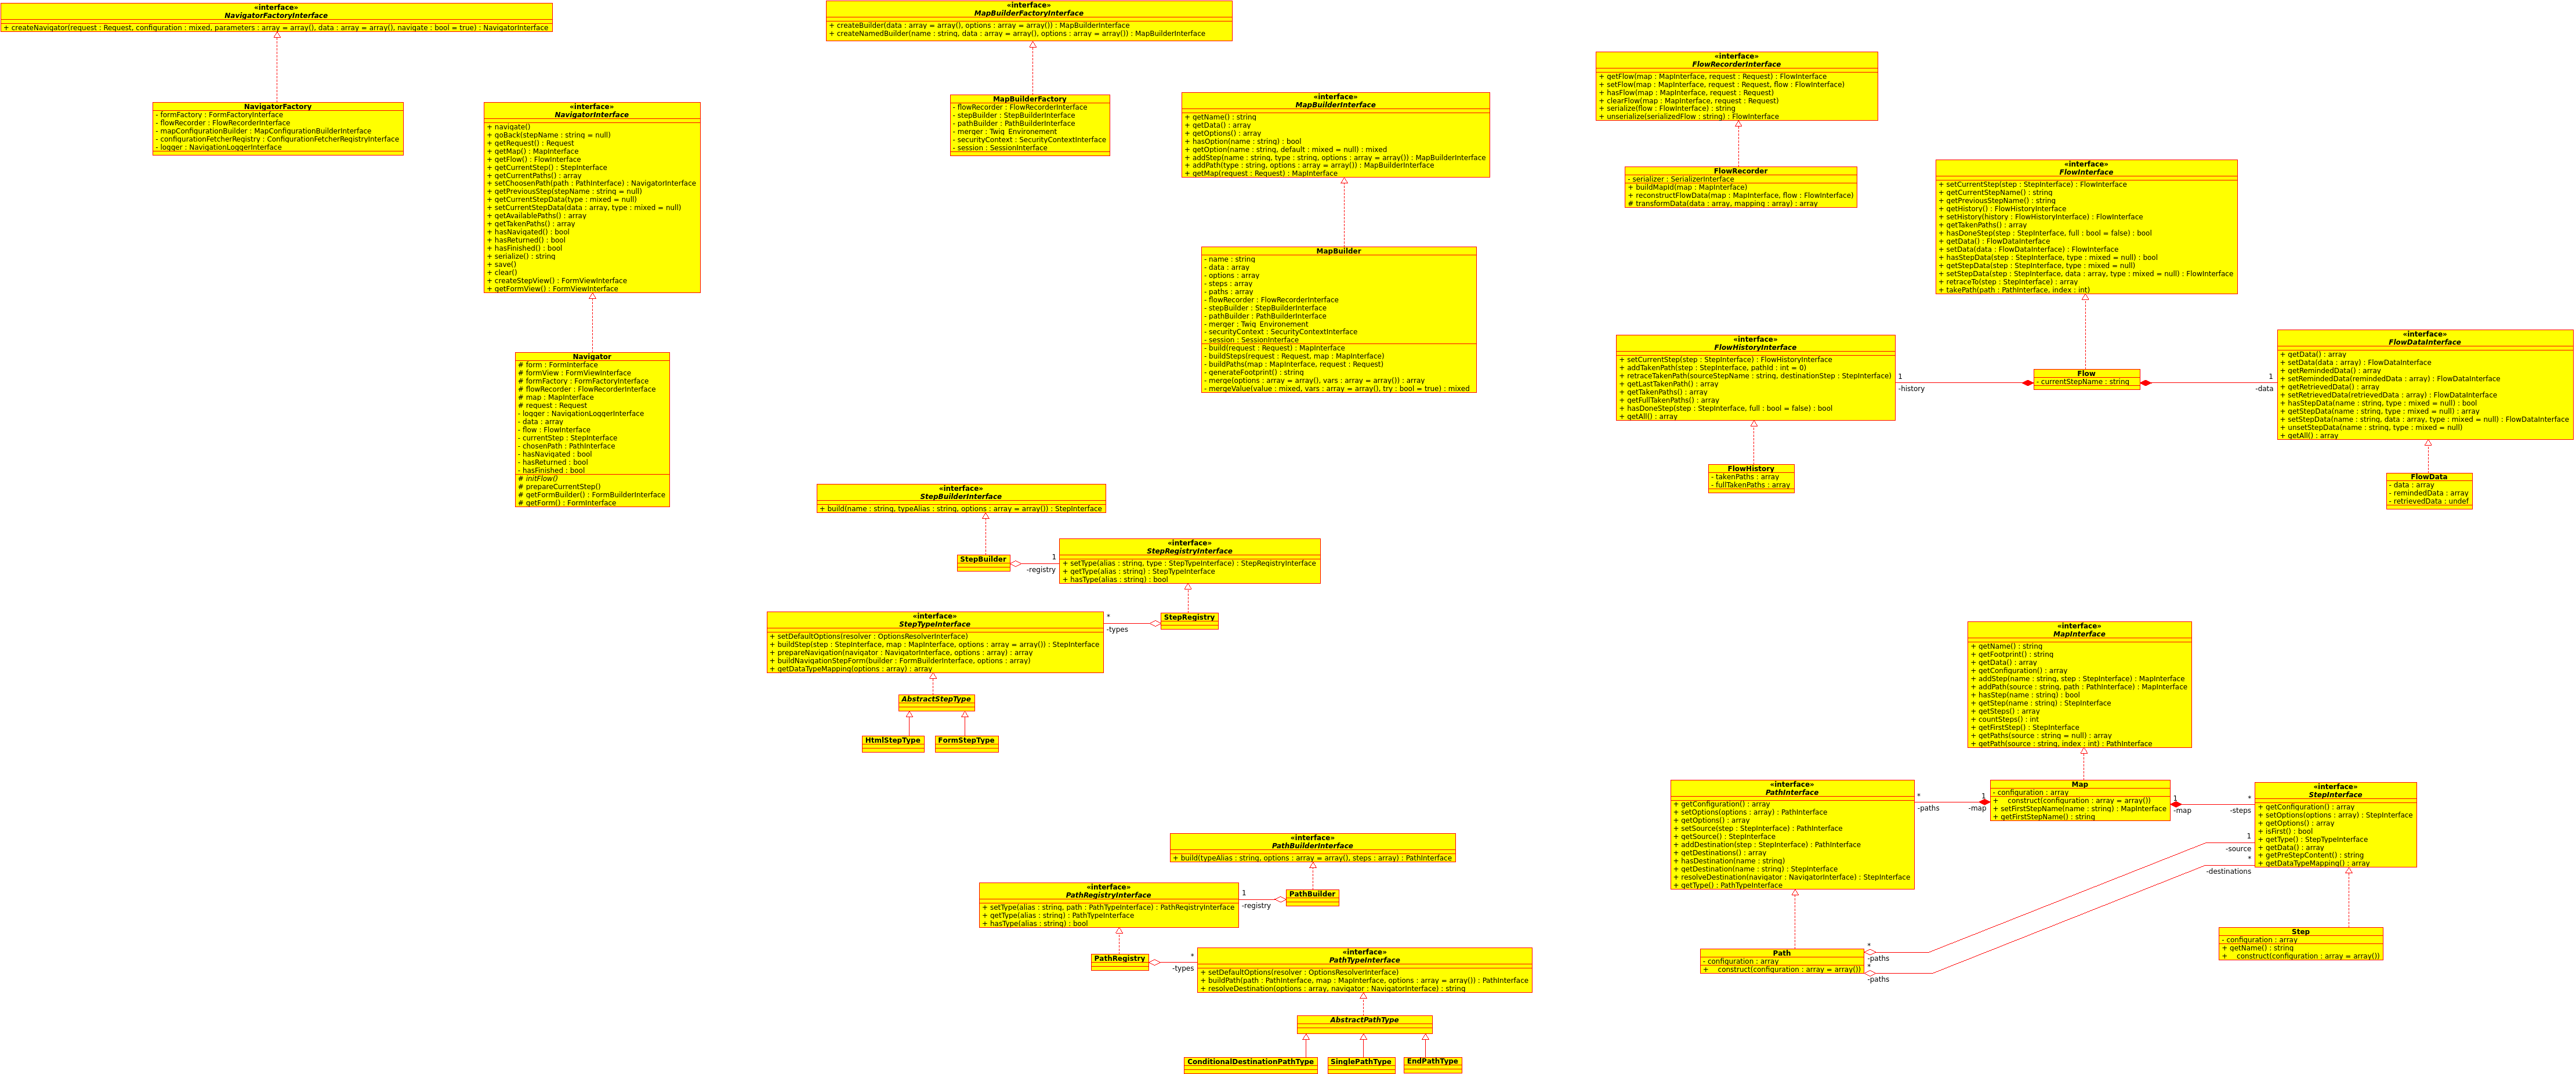 «interface»
NavigatorFactoryInterface
+ createNavigator(request : Request, configuration : mixed, parameters : array = array(), data : array = array(), navigate : bool = true) : NavigatorInterface
NavigatorFactory
- formFactory : FormFactoryInterface
- flowRecorder : FlowRecorderInterface
- mapConfigurationBuilder : MapConfigurationBuilderInterface
- configurationFetcherRegistry : ConfigurationFetcherRegistryInterface
- logger : NavigationLoggerInterface
«interface»
NavigatorInterface
+ navigate()
+ goBack(stepName : string = null)
+ getRequest() : Request
+ getMap() : MapInterface
+ getFlow() : FlowInterface
+ getCurrentStep() : StepInterface
+ getCurrentPaths() : array
+ setChoosenPath(path : PathInterface) : NavigatorInterface
+ getPreviousStep(stepName : string = null)
+ getCurrentStepData(type : mixed = null)
+ setCurrentStepData(data : array, type : mixed = null)
+ getAvailablePaths() : array
+ getTakenPaths() : array
+ hasNavigated() : bool
+ hasReturned() : bool
+ hasFinished() : bool
+ serialize() : string
+ save()
+ clear()
+ createStepView() : FormViewInterface
+ getFormView() : FormViewInterface
Navigator
# form : FormInterface
# formView : FormViewInterface
# formFactory : FormFactoryInterface
# flowRecorder : FlowRecorderInterface
# map : MapInterface
# request : Request
- logger : NavigationLoggerInterface
- data : array
- flow : FlowInterface
- currentStep : StepInterface
- chosenPath : PathInterface
- hasNavigated : bool
- hasReturned : bool
- hasFinished : bool
# initFlow()
# prepareCurrentStep()
# getFormBuilder() : FormBuilderInterface
# getForm() : FormInterface
«interface»
MapBuilderFactoryInterface
+ createBuilder(data : array = array(), options : array = array()) : MapBuilderInterface
+ createNamedBuilder(name : string, data : array = array(), options : array = array()) : MapBuilderInterface
MapBuilderFactory
- flowRecorder : FlowRecorderInterface
- stepBuilder : StepBuilderInterface
- pathBuilder : PathBuilderInterface
- merger : Twig_Environement
- securityContext : SecurityContextInterface
- session : SessionInterface
«interface»
MapBuilderInterface
+ getName() : string
+ getData() : array
+ getOptions() : array
+ hasOption(name : string) : bool
+ getOption(name : string, default : mixed = null) : mixed
+ addStep(name : string, type : string, options : array = array()) : MapBuilderInterface
+ addPath(type : string, options : array = array()) : MapBuilderInterface
+ getMap(request : Request) : MapInterface
MapBuilder
- name : string
- data : array
- options : array
- steps : array
- paths : array
- flowRecorder : FlowRecorderInterface
- stepBuilder : StepBuilderInterface
- pathBuilder : PathBuilderInterface
- merger : Twig_Environement
- securityContext : SecurityContextInterface
- session : SessionInterface
- build(request : Request) : MapInterface
- buildSteps(request : Request, map : MapInterface)
- buildPaths(map : MapInterface, request : Request)
- generateFootprint() : string
- merge(options : array = array(), vars : array = array()) : array
- mergeValue(value : mixed, vars : array = array(), try : bool = true) : mixed
«interface»
FlowRecorderInterface
+ getFlow(map : MapInterface, request : Request) : FlowInterface
+ setFlow(map : MapInterface, request : Request, flow : FlowInterface)
+ hasFlow(map : MapInterface, request : Request)
+ clearFlow(map : MapInterface, request : Request)
+ serialize(flow : FlowInterface) : string
+ unserialize(serializedFlow : string) : FlowInterface
FlowRecorder
- serializer : SerializerInterface
+ buildMapId(map : MapInterface)
+ reconstructFlowData(map : MapInterface, flow : FlowInterface)
# transformData(data : array, mapping : array) : array
«interface»
FlowInterface
+ setCurrentStep(step : StepInterface) : FlowInterface
+ getCurrentStepName() : string
+ getPreviousStepName() : string
+ getHistory() : FlowHistoryInterface
+ setHistory(history : FlowHistoryInterface) : FlowInterface
+ getTakenPaths() : array
+ hasDoneStep(step : StepInterface, full : bool = false) : bool
+ getData() : FlowDataInterface
+ setData(data : FlowDataInterface) : FlowInterface
+ hasStepData(step : StepInterface, type : mixed = null) : bool
+ getStepData(step : StepInterface, type : mixed = null)
+ setStepData(step : StepInterface, data : array, type : mixed = null) : FlowInterface
+ retraceTo(step : StepInterface) : array
+ takePath(path : PathInterface, index : int)
«interface»
FlowHistoryInterface
+ setCurrentStep(step : StepInterface) : FlowHistoryInterface
+ addTakenPath(step : StepInterface, pathId : int = 0)
+ retraceTakenPath(sourceStepName : string, destinationStep : StepInterface)
+ getLastTakenPath() : array
+ getTakenPaths() : array
+ getFullTakenPaths() : array
+ hasDoneStep(step : StepInterface, full : bool = false) : bool
+ getAll() : array
1
-history
Flow
- currentStepName : string
1
-data
«interface»
FlowDataInterface
+ getData() : array
+ setData(data : array) : FlowDataInterface
+ getRemindedData() : array
+ setRemindedData(remindedData : array) : FlowDataInterface
+ getRetrievedData() : array
+ setRetrievedData(retrievedData : array) : FlowDataInterface
+ hasStepData(name : string, type : mixed = null) : bool
+ getStepData(name : string, type : mixed = null) : array
+ setStepData(name : string, data : array, type : mixed = null) : FlowDataInterface
+ unsetStepData(name : string, type : mixed = null)
+ getAll() : array
FlowHistory
- takenPaths : array
- fullTakenPaths : array
FlowData
- data : array
- remindedData : array
- retrievedData : undef
«interface»
StepBuilderInterface
+ build(name : string, typeAlias : string, options : array = array()) : StepInterface
StepBuilder
1
-registry
«interface»
StepRegistryInterface
+ setType(alias : string, type : StepTypeInterface) : StepRegistryInterface
+ getType(alias : string) : StepTypeInterface
+ hasType(alias : string) : bool
«interface»
StepTypeInterface
+ setDefaultOptions(resolver : OptionsResolverInterface)
+ buildStep(step : StepInterface, map : MapInterface, options : array = array()) : StepInterface
+ prepareNavigation(navigator : NavigatorInterface, options : array) : array
+ buildNavigationStepForm(builder : FormBuilderInterface, options : array)
+ getDataTypeMapping(options : array) : array
*
-types
StepRegistry
AbstractStepType
HtmlStepType
FormStepType
«interface»
MapInterface
+ getName() : string
+ getFootprint() : string
+ getData() : array
+ getConfiguration() : array
+ addStep(name : string, step : StepInterface) : MapInterface
+ addPath(source : string, path : PathInterface) : MapInterface
+ hasStep(name : string) : bool
+ getStep(name : string) : StepInterface
+ getSteps() : array
+ countSteps() : int
+ getFirstStep() : StepInterface
+ getPaths(source : string = null) : array
+ getPath(source : string, index : int) : PathInterface
«interface»
PathInterface
+ getConfiguration() : array
+ setOptions(options : array) : PathInterface
+ getOptions() : array
+ setSource(step : StepInterface) : PathInterface
+ getSource() : StepInterface
+ addDestination(step : StepInterface) : PathInterface
+ getDestinations() : array
+ hasDestination(name : string)
+ getDestination(name : string) : StepInterface
+ resolveDestination(navigator : NavigatorInterface) : StepInterface
+ getType() : PathTypeInterface
*
-paths
1
-map
Map
- configuration : array
+ __construct(configuration : array = array())
+ setFirstStepName(name : string) : MapInterface
+ getFirstStepName() : string
1
-map
*
-steps
«interface»
StepInterface
+ getConfiguration() : array
+ setOptions(options : array) : StepInterface
+ getOptions() : array
+ isFirst() : bool
+ getType() : StepTypeInterface
+ getData() : array
+ getPreStepContent() : string
+ getDataTypeMapping() : array
1
-source
*
-destinations
«interface»
PathBuilderInterface
+ build(typeAlias : string, options : array = array(), steps : array) : PathInterface
«interface»
PathRegistryInterface
+ setType(alias : string, path : PathTypeInterface) : PathRegistryInterface
+ getType(alias : string) : PathTypeInterface
+ hasType(alias : string) : bool
1
-registry
PathBuilder
PathRegistry
*
-types
«interface»
PathTypeInterface
+ setDefaultOptions(resolver : OptionsResolverInterface)
+ buildPath(path : PathInterface, map : MapInterface, options : array = array()) : PathInterface
+ resolveDestination(options : array, navigator : NavigatorInterface) : string
AbstractPathType
ConditionalDestinationPathType
SinglePathType
EndPathType
Path
- configuration : array
+ __construct(configuration : array = array())
*
-paths
*
-paths
Step
- configuration : array
+ getName() : string
+ __construct(configuration : array = array())